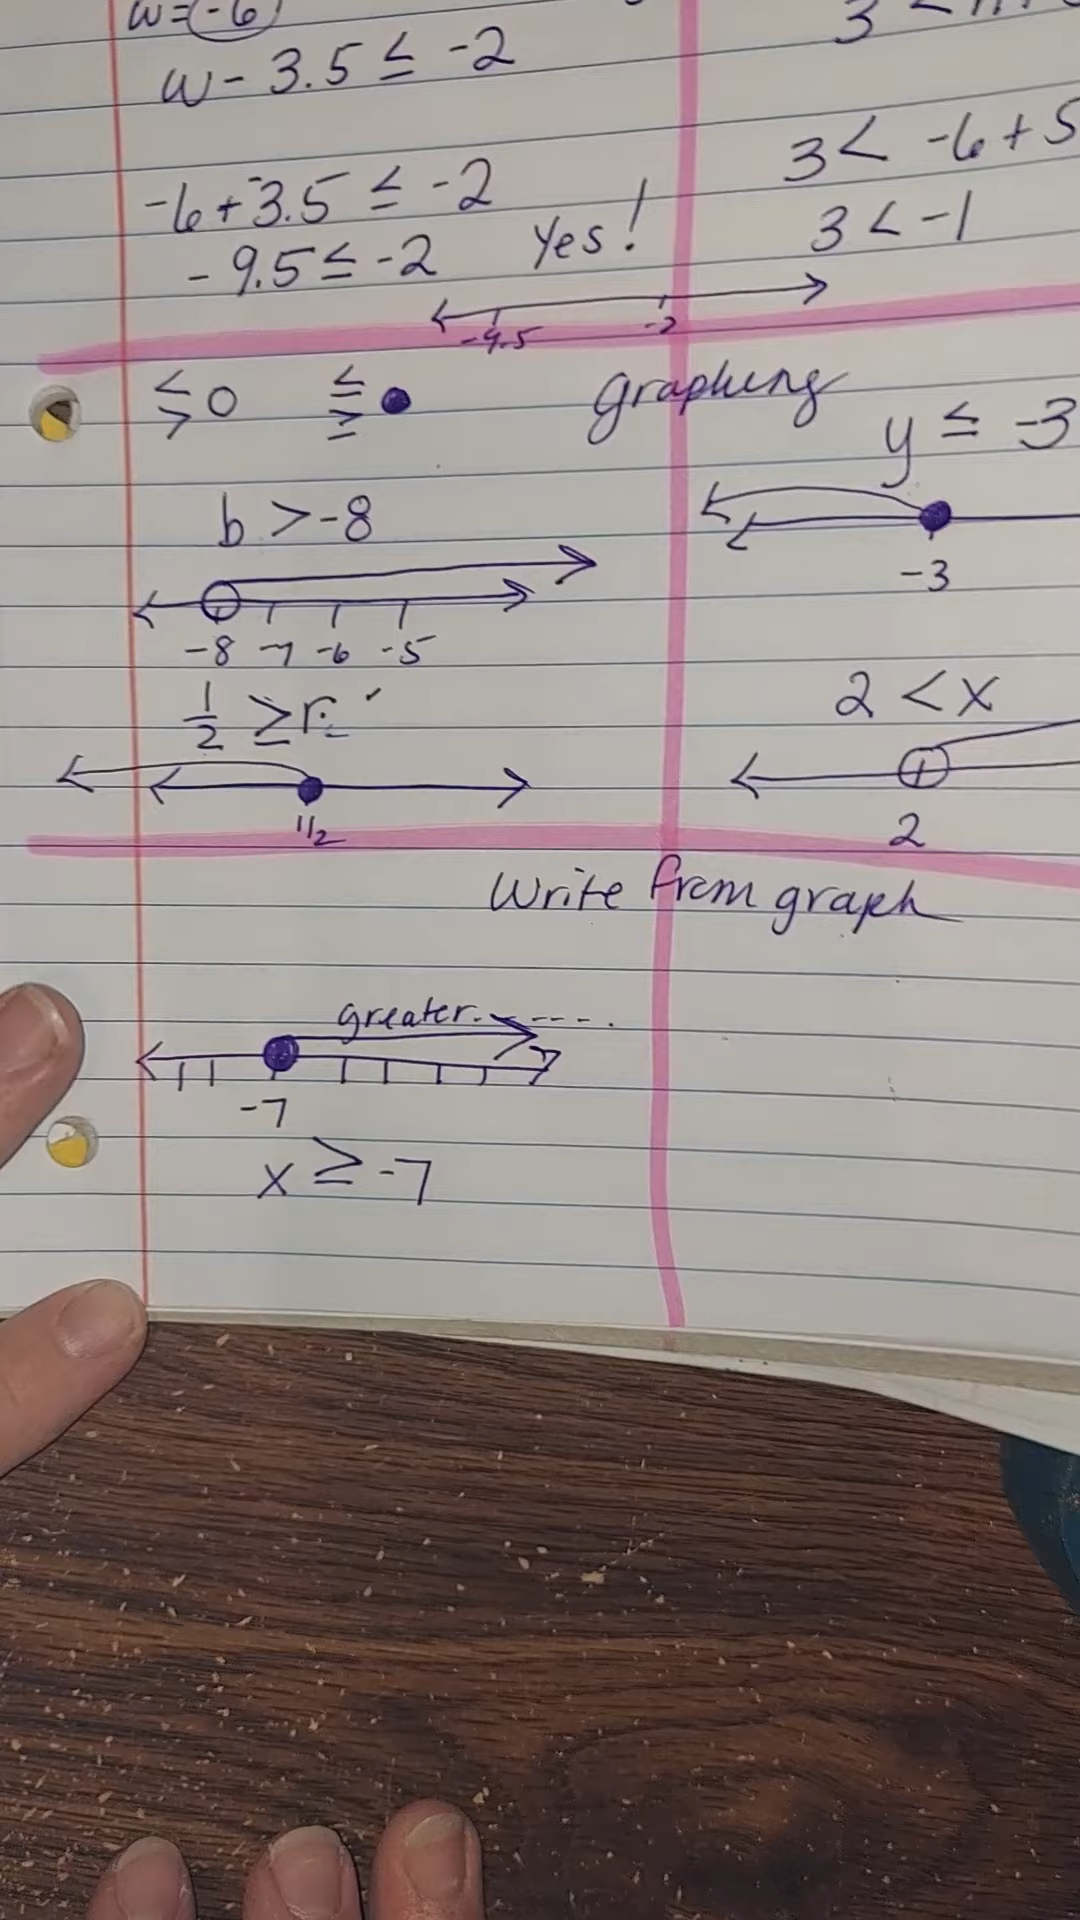 w=-6
w - 3.5 ≤ -2
-6 + -3.5 ≤ -2
-9.5 ≤ -2 Yes!
-9.5 -2
3 <
3 < -6 + 5
3 < -1
graphing
< > ○ ≤ ≥ ●
b > -8
-8 -7 -6 -5
1/2 ≥ r
1/2
y ≤ -3
-3
2 < x
2
Write from graph
greater
-7
x ≥ -7